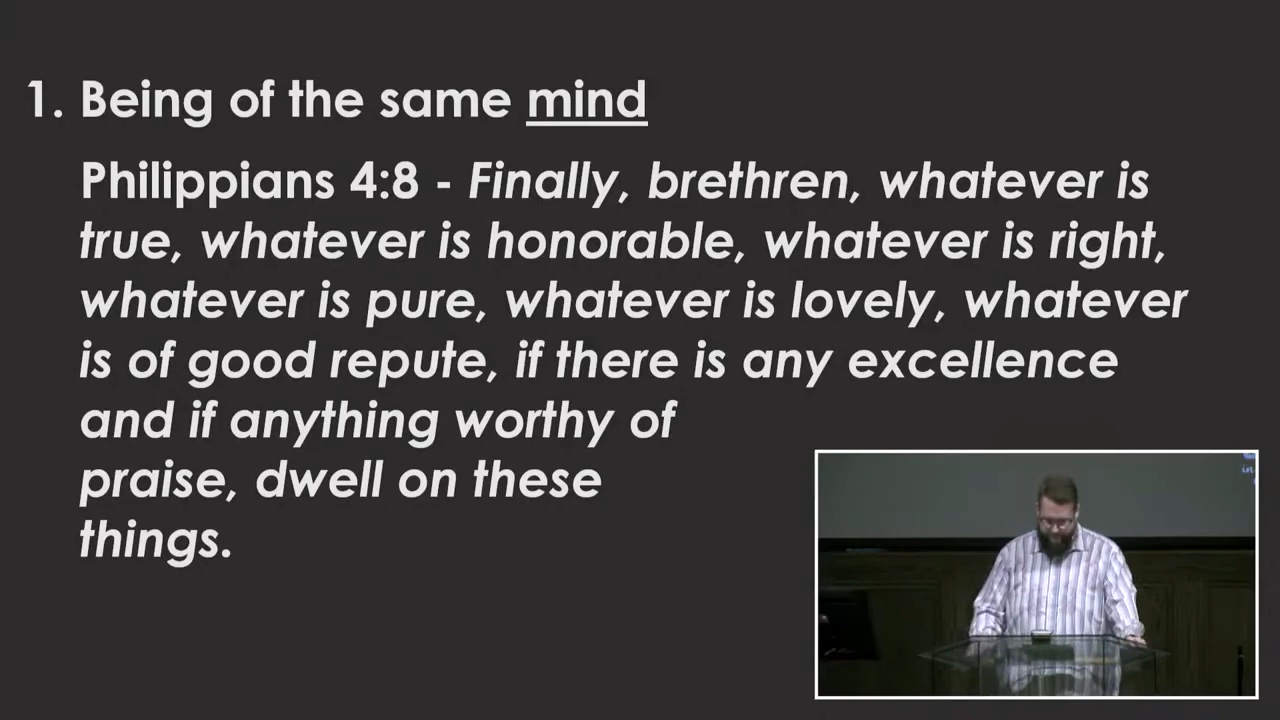 1. Being of the same mind
Philippians 4:8 - Finally, brethren, whatever is
true, whatever is honorable, whatever is right,
whatever is pure, whatever is lovely, whatever
is of good repute, if there is any excellence
and if anything worthy of
praise, dwell on these
things.
in